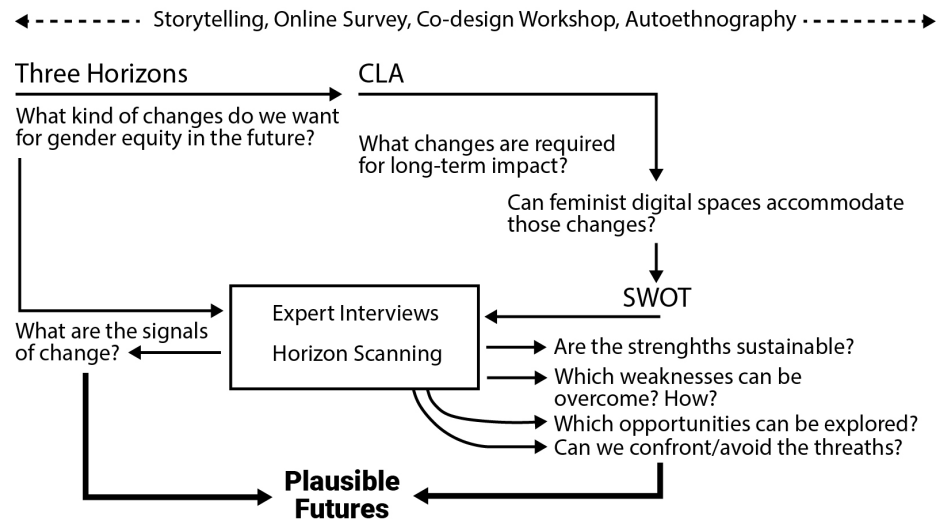 Storytelling, Online Survey, Co-design Workshop, Autoethnography
Three Horizons
What kind of changes do we want
for gender equity in the future?
CLA
What changes are required
for long-term impact?
Can feminist digital spaces accommodate
those changes?
SWOT
Expert Interviews
Horizon Scanning
What are the signals
of change?
Are the strenghths sustainable?
Which weaknesses can be
overcome? How?
Which opportunities can be explored?
Can we confront/avoid the threaths?
Plausible
Futures